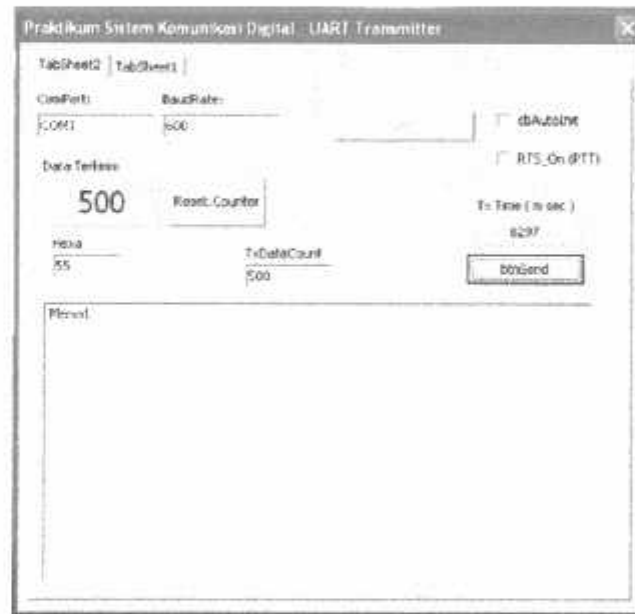 Praktikum Sistem Komunikasi Digital UART Transmitter
TabSheet2 TabSheet1
ComPort: BaudRate:
COM1 600
cbAutoInit
RTS_On (PTT)
Data Terkirim
500 Reset Counter
Tx Time ( m sec )
8297
Hexa
55
TxDataCount
500
btnSend
Memo1